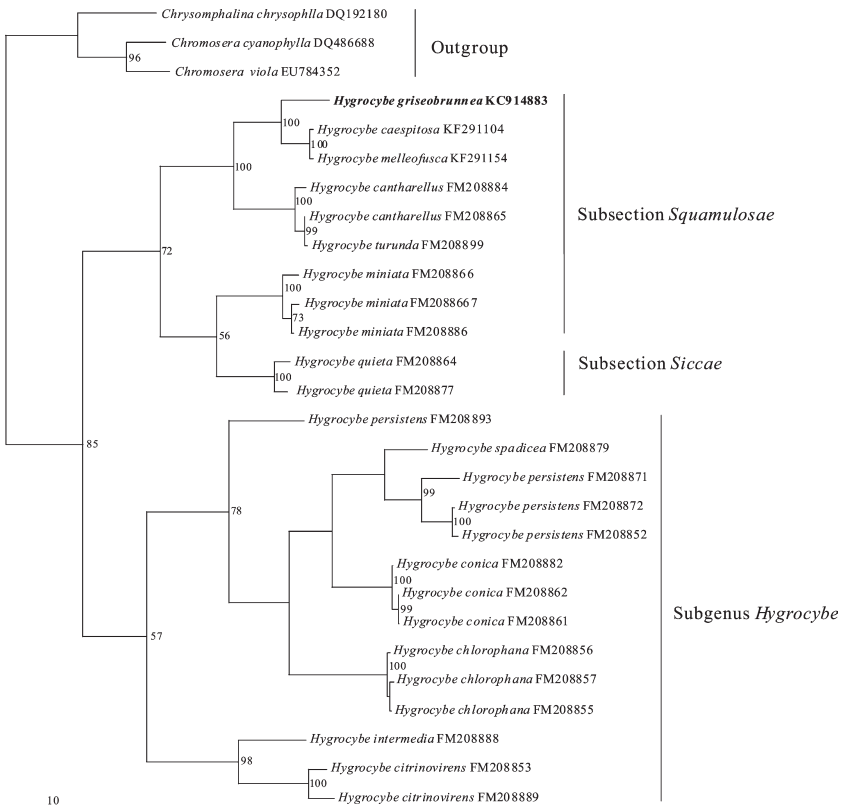 Chrysomphalina chrysophlla DQ192180
Chromosera cyanophylla DQ486688
96
Chromosera viola EU784352
Outgroup
Hygrocybe griseobrunnea KC914883
100
Hygrocybe caespitosa KF291104
100
Hygrocybe melleofusca KF291154
100
Hygrocybe cantharellus FM208884
100
Hygrocybe cantharellus FM208865
99
Hygrocybe turunda FM208899
Subsection Squamulosae
72
Hygrocybe miniata FM208866
100
Hygrocybe miniata FM2088667
73
Hygrocybe miniata FM208886
56
Hygrocybe quieta FM208864
100
Hygrocybe quieta FM208877
Subsection Siccae
85
Hygrocybe persistens FM208893
78
Hygrocybe spadicea FM208879
Hygrocybe persistens FM208871
99
Hygrocybe persistens FM208872
100
Hygrocybe persistens FM208852
Hygrocybe conica FM208882
100
Hygrocybe conica FM208862
99
Hygrocybe conica FM208861
Subgenus Hygrocybe
57
Hygrocybe chlorophana FM208856
100
Hygrocybe chlorophana FM208857
Hygrocybe chlorophana FM208855
Hygrocybe intermedia FM208888
98
Hygrocybe citrinovirens FM208853
100
Hygrocybe citrinovirens FM208889
10